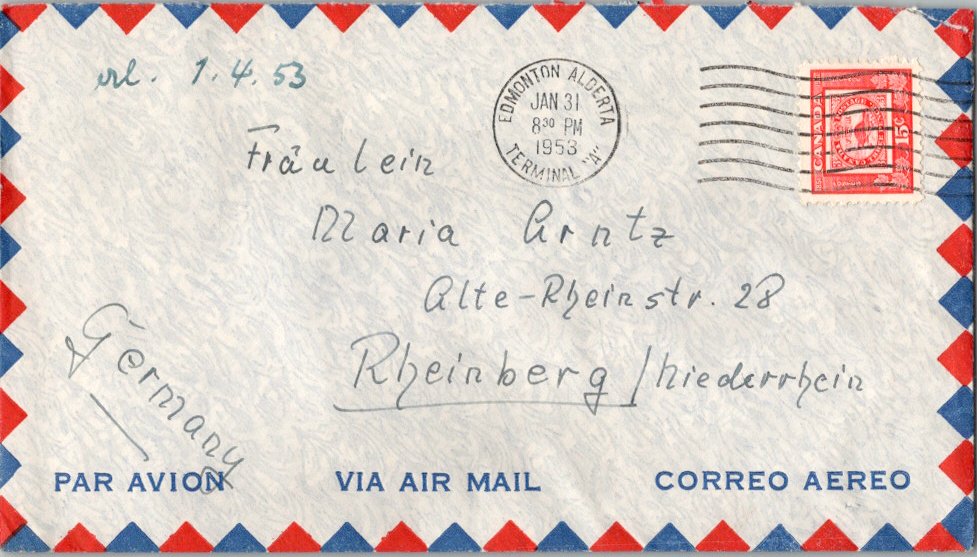 erl. 1.4.53
EDMONTON ALBERTA
JAN 31
8³⁰ PM
1953
TERMINAL "A"
CANADA
15¢
Fräulein
Maria Arntz
Alte-Rheinstr. 28
Rheinberg / Niederrhein
Germany
PAR AVION VIA AIR MAIL CORREO AEREO